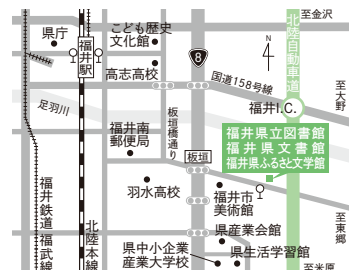 至金沢
こども歴史
文化館
県庁
福井駅
8
N
北陸自動車道
高志高校
国道158号線
至大野
足羽川
福井I.C.
板垣橋通り
福井南
郵便局
福井県立図書館
福井県文書館
福井県ふるさと文学館
板垣
羽水高校
福井市
美術館
至東郷
福井鉄道福武線
北陸本線
県産業会館
県中小企業
産業大学校
県生活学習館
至米原